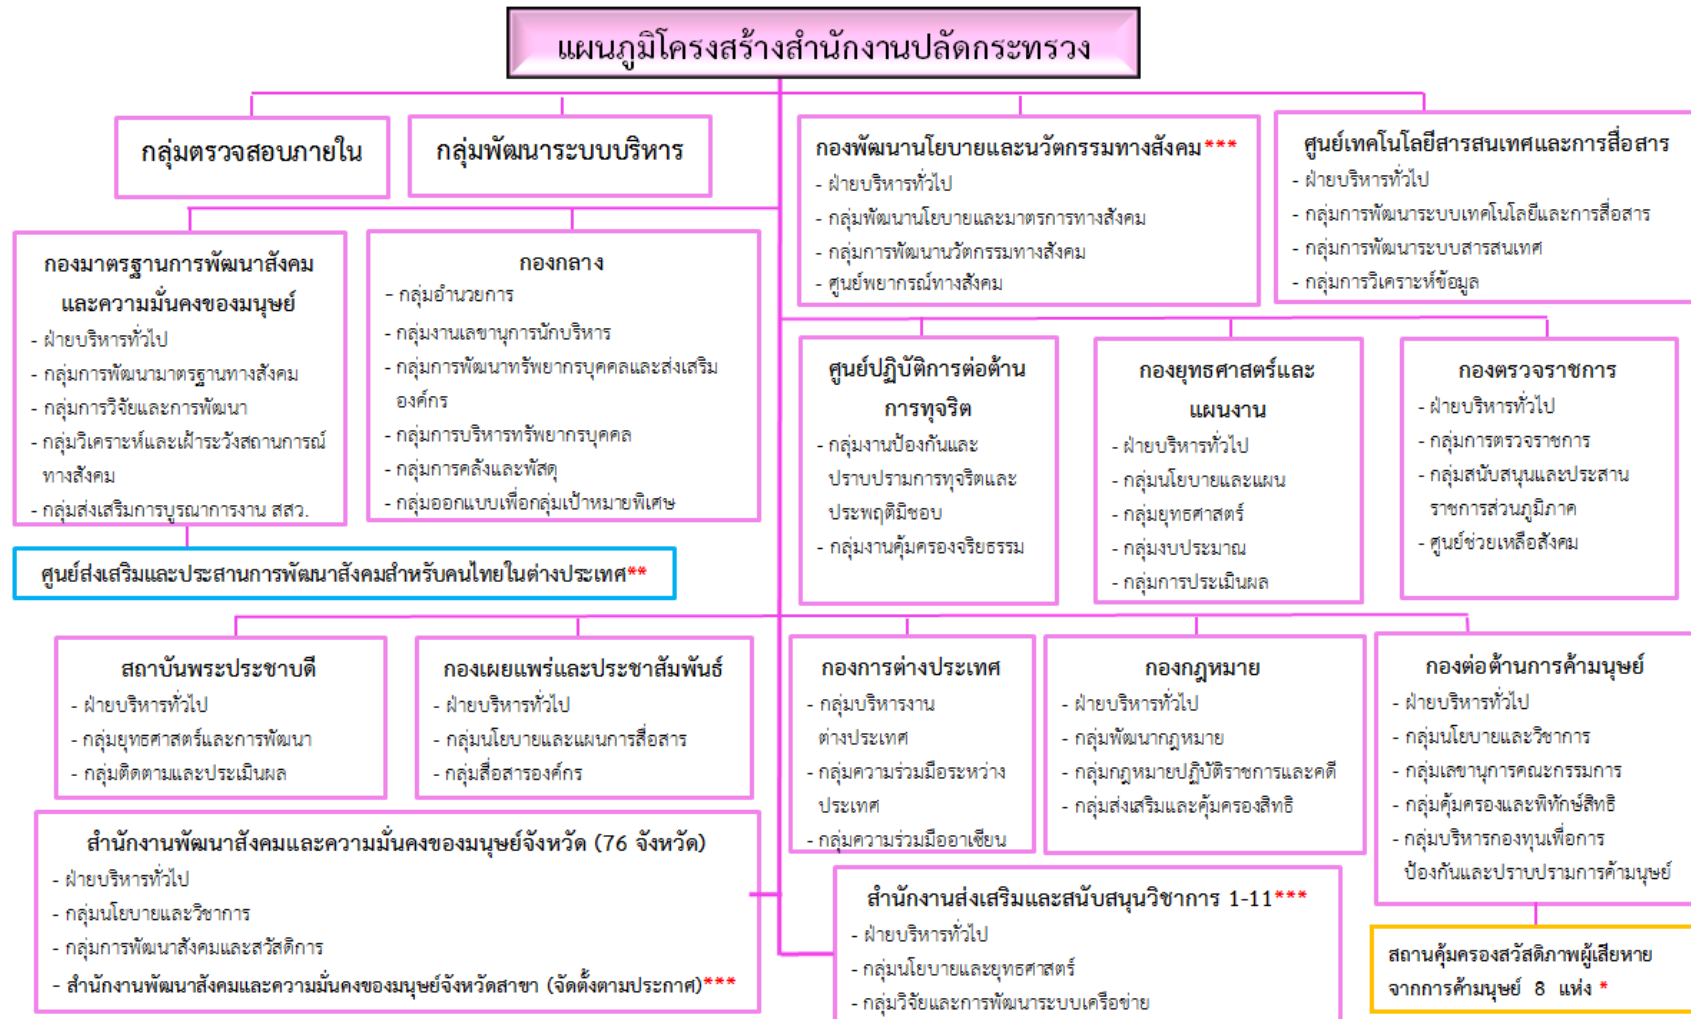 แผนภูมิโครงสร้างสำนักงานปลัดกระทรวง
กลุ่มตรวจสอบภายใน
กลุ่มพัฒนาระบบบริหาร
กองพัฒนานโยบายและนวัตกรรมทางสังคม***
- ฝ่ายบริหารทั่วไป
- กลุ่มพัฒนานโยบายและมาตรการทางสังคม
- กลุ่มการพัฒนานวัตกรรมทางสังคม
- ศูนย์พยากรณ์ทางสังคม
ศูนย์เทคโนโลยีสารสนเทศและการสื่อสาร
- ฝ่ายบริหารทั่วไป
- กลุ่มการพัฒนาระบบเทคโนโลยีและการสื่อสาร
- กลุ่มการพัฒนาระบบสารสนเทศ
- กลุ่มการวิเคราะห์ข้อมูล
กองมาตรฐานการพัฒนาสังคม
และความมั่นคงของมนุษย์
- ฝ่ายบริหารทั่วไป
- กลุ่มการพัฒนามาตรฐานทางสังคม
- กลุ่มการวิจัยและการพัฒนา
- กลุ่มวิเคราะห์และเฝ้าระวังสถานการณ์
ทางสังคม
- กลุ่มส่งเสริมการบูรณาการงาน สสว.
กองกลาง
- กลุ่มอำนวยการ
- กลุ่มงานเลขานุการนักบริหาร
- กลุ่มการพัฒนาทรัพยากรบุคคลและส่งเสริม
องค์กร
- กลุ่มการบริหารทรัพยากรบุคคล
- กลุ่มการคลังและพัสดุ
- กลุ่มออกแบบเพื่อกลุ่มเป้าหมายพิเศษ
ศูนย์ปฏิบัติการต่อต้าน
การทุจริต
- กลุ่มงานป้องกันและ
ปราบปรามการทุจริตและ
ประพฤติมิชอบ
- กลุ่มงานคุ้มครองจริยธรรม
กองยุทธศาสตร์และ
แผนงาน
- ฝ่ายบริหารทั่วไป
- กลุ่มนโยบายและแผน
- กลุ่มยุทธศาสตร์
- กลุ่มงบประมาณ
- กลุ่มการประเมินผล
กองตรวจราชการ
- ฝ่ายบริหารทั่วไป
- กลุ่มการตรวจราชการ
- กลุ่มสนับสนุนและประสาน
ราชการส่วนภูมิภาค
- ศูนย์ช่วยเหลือสังคม
ศูนย์ส่งเสริมและประสานการพัฒนาสังคมสำหรับคนไทยในต่างประเทศ**
สถาบันพระประชาบดี
- ฝ่ายบริหารทั่วไป
- กลุ่มยุทธศาสตร์และการพัฒนา
- กลุ่มติดตามและประเมินผล
กองเผยแพร่และประชาสัมพันธ์
- ฝ่ายบริหารทั่วไป
- กลุ่มนโยบายและแผนการสื่อสาร
- กลุ่มสื่อสารองค์กร
กองการต่างประเทศ
- กลุ่มบริหารงาน
ต่างประเทศ
- กลุ่มความร่วมมือระหว่าง
ประเทศ
- กลุ่มความร่วมมืออาเซียน
กองกฎหมาย
- ฝ่ายบริหารทั่วไป
- กลุ่มพัฒนากฎหมาย
- กลุ่มกฎหมายปฏิบัติราชการและคดี
- กลุ่มส่งเสริมและคุ้มครองสิทธิ
กองต่อต้านการค้ามนุษย์
- ฝ่ายบริหารทั่วไป
- กลุ่มนโยบายและวิชาการ
- กลุ่มเลขานุการคณะกรรมการ
- กลุ่มคุ้มครองและพิทักษ์สิทธิ
- กลุ่มบริหารกองทุนเพื่อการ
ป้องกันและปราบปรามการค้ามนุษย์
สำนักงานพัฒนาสังคมและความมั่นคงของมนุษย์จังหวัด (76 จังหวัด)
- ฝ่ายบริหารทั่วไป
- กลุ่มนโยบายและวิชาการ
- กลุ่มการพัฒนาสังคมและสวัสดิการ
- สำนักงานพัฒนาสังคมและความมั่นคงของมนุษย์จังหวัดสาขา (จัดตั้งตามประกาศ)***
สำนักงานส่งเสริมและสนับสนุนวิชาการ 1-11***
- ฝ่ายบริหารทั่วไป
- กลุ่มนโยบายและยุทธศาสตร์
- กลุ่มวิจัยและการพัฒนาระบบเครือข่าย
สถานคุ้มครองสวัสดิภาพผู้เสียหาย
จากการค้ามนุษย์ 8 แห่ง *